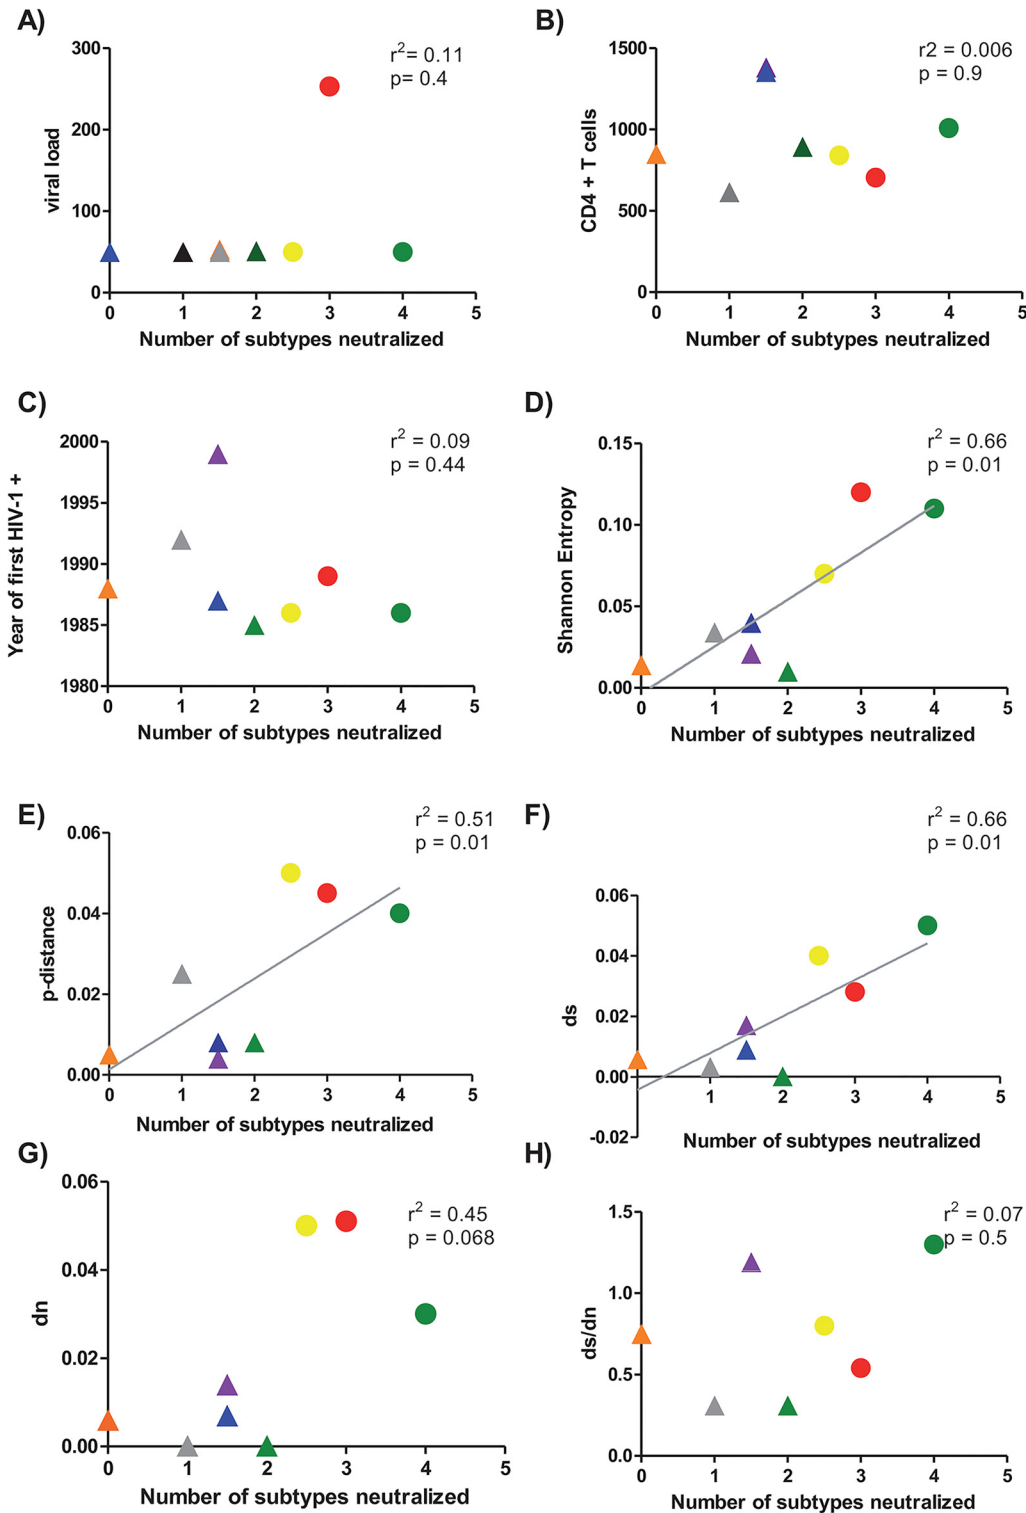 A)
r2= 0.11
p= 0.4
300
200
100
0
viral load
0 1 2 3 4 5
Number of subtypes neutralized
B)
r2 = 0.006
p = 0.9
1500
1000
500
0
CD4 + T cells
0 1 2 3 4 5
Number of subtypes neutralized
C)
r2 = 0.09
p = 0.44
2000
1995
1990
1985
1980
Year of first HIV-1 +
0 1 2 3 4 5
Number of subtypes neutralized
D)
r2 = 0.66
p = 0.01
0.15
0.10
0.05
0.00
Shannon Entropy
0 1 2 3 4 5
Number of subtypes neutralized
E)
r2 = 0.51
p = 0.01
0.06
0.04
0.02
0.00
p-distance
0 1 2 3 4 5
Number of subtypes neutralized
F)
r2 = 0.66
p = 0.01
0.06
0.04
0.02
0.00
-0.02
ds
1 2 3 4 5
Number of subtypes neutralized
G)
r2 = 0.45
p = 0.068
0.06
0.04
0.02
0.00
dn
0 1 2 3 4 5
Number of subtypes neutralized
H)
r2 = 0.07
p = 0.5
1.5
1.0
0.5
0.0
ds/dn
0 1 2 3 4 5
Number of subtypes neutralized